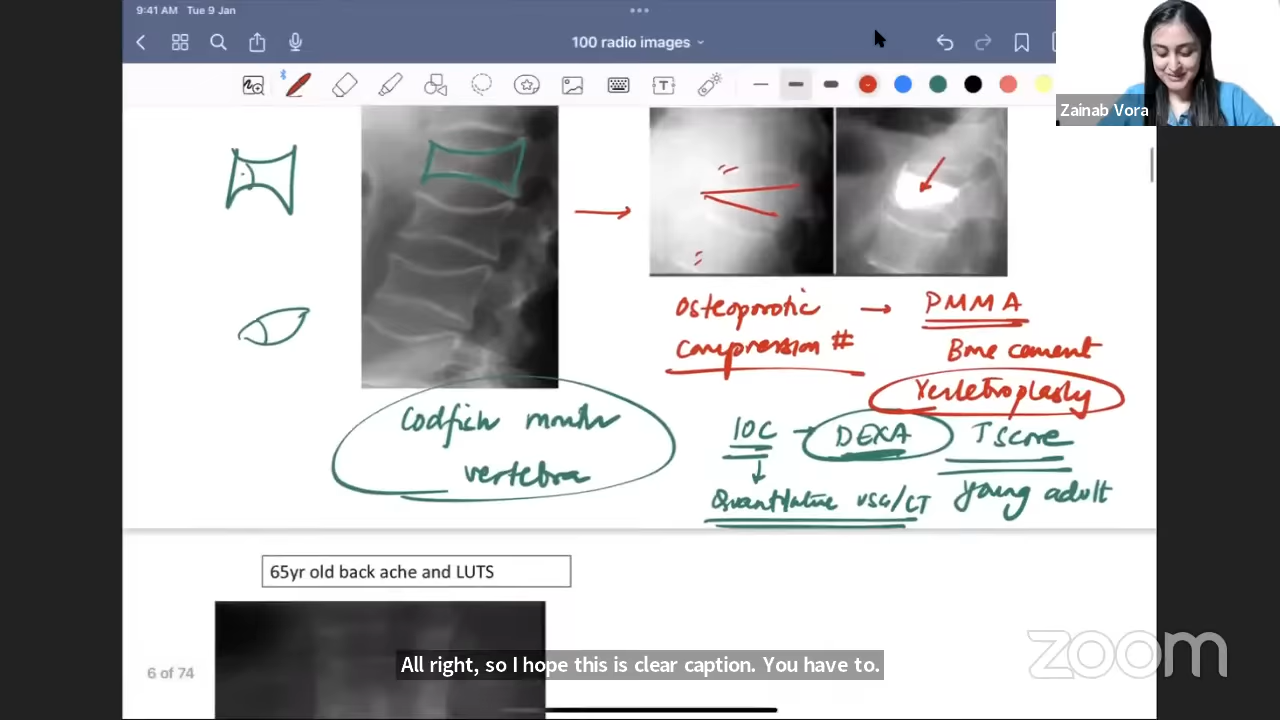 9:41 AM Tue 9 Jan
100 radio images
Zainab Vora
Osteoporotic → PMMA
compression #
Bone cement
Verletroplasty
Codfish mouth
vertebra
IOC → DEXA
T score
Quantitative USG/CT
young adult
65yr old back ache and LUTS
6 of 74
All right, so I hope this is clear caption. You have to.
zoom